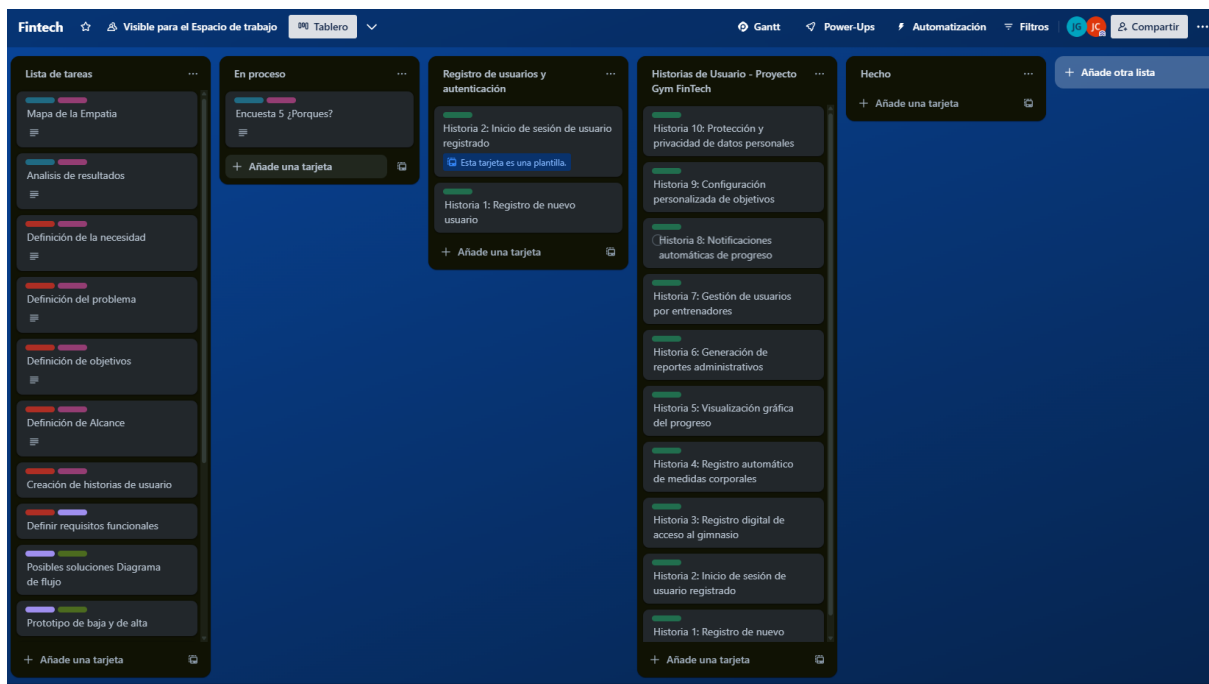 Fintech
Visible para el Espacio de trabajo
Tablero
Gantt
Power-Ups
Automatización
Filtros
JG
JC
Compartir
Lista de tareas
Mapa de la Empatia
Analisis de resultados
Definición de la necesidad
Definición del problema
Definición de objetivos
Definición de Alcance
Creación de historias de usuario
Definir requisitos funcionales
Posibles soluciones Diagrama
de flujo
Prototipo de baja y de alta
+ Añade una tarjeta
En proceso
Encuesta 5 ¿Porques?
+ Añade una tarjeta
Registro de usuarios y
autenticación
Historia 2: Inicio de sesión de usuario
registrado
Esta tarjeta es una plantilla.
Historia 1: Registro de nuevo
usuario
+ Añade una tarjeta
Historias de Usuario - Proyecto
Gym FinTech
Historia 10: Protección y
privacidad de datos personales
Historia 9: Configuración
personalizada de objetivos
Historia 8: Notificaciones
automáticas de progreso
Historia 7: Gestión de usuarios
por entrenadores
Historia 6: Generación de
reportes administrativos
Historia 5: Visualización gráfica
del progreso
Historia 4: Registro automático
de medidas corporales
Historia 3: Registro digital de
acceso al gimnasio
Historia 2: Inicio de sesión de
usuario registrado
Historia 1: Registro de nuevo
+ Añade una tarjeta
Hecho
+ Añade una tarjeta
+ Añade otra lista